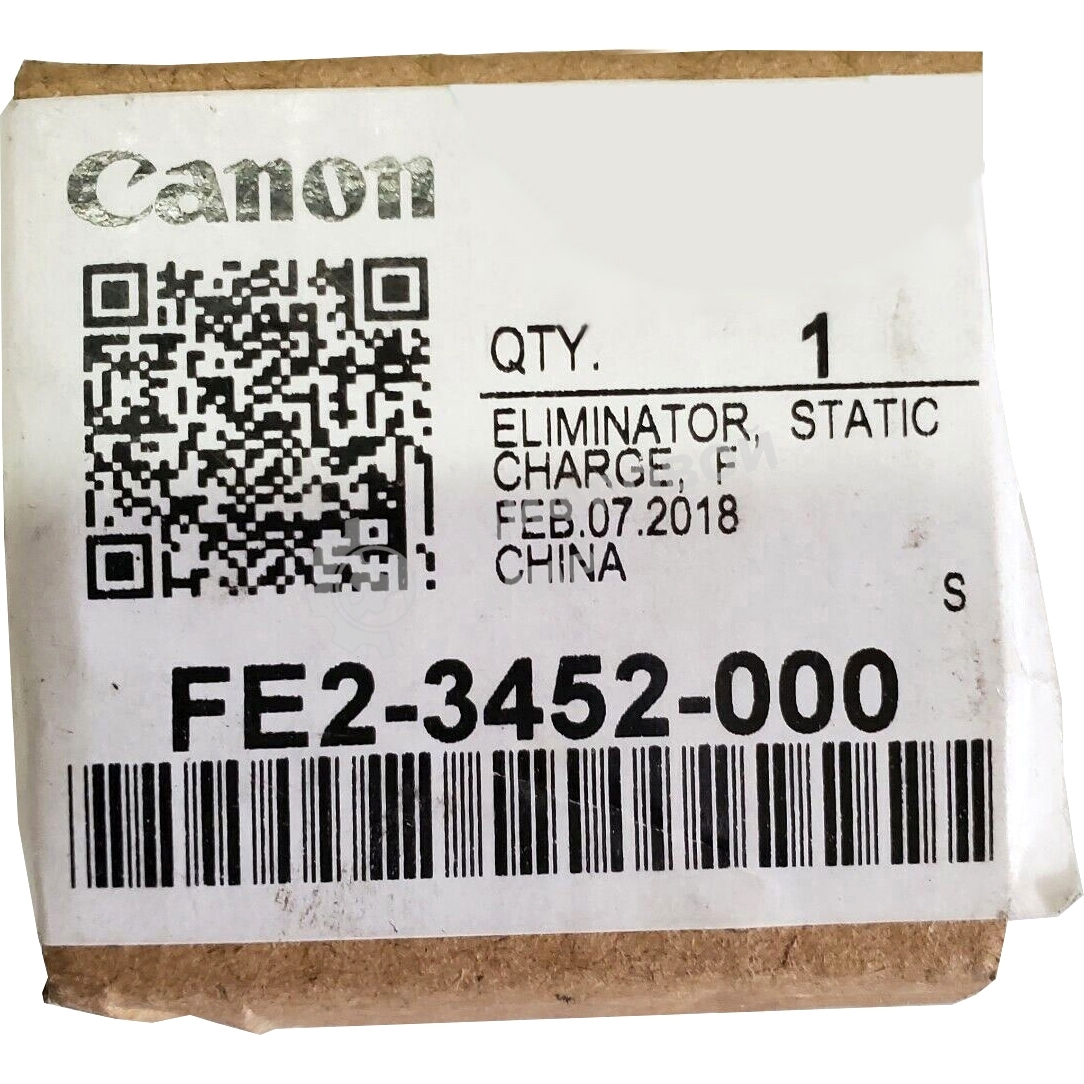 Canon
QTY. 1
ELIMINATOR, STATIC
CHARGE, F
FEB.07.2018
CHINA
S
FE2-3452-000